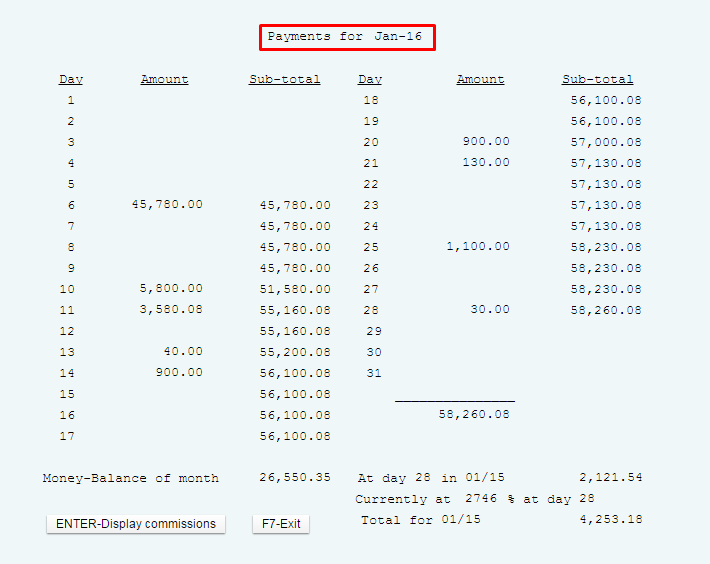 Payments for Jan-16
Day Amount Sub-total Day Amount Sub-total
1 18 56,100.08
2 19 56,100.08
3 20 900.00 57,000.08
4 21 130.00 57,130.08
5 22 57,130.08
6 45,780.00 45,780.00 23 57,130.08
7 45,780.00 24 57,130.08
8 45,780.00 25 1,100.00 58,230.08
9 45,780.00 26 58,230.08
10 5,800.00 51,580.00 27 58,230.08
11 3,580.08 55,160.08 28 30.00 58,260.08
12 55,160.08 29
13 40.00 55,200.08 30
14 900.00 56,100.08 31
15 56,100.08
16 56,100.08 58,260.08
17 56,100.08
Money-Balance of month 26,550.35 At day 28 in 01/15 2,121.54
Currently at 2746 % at day 28
Total for 01/15 4,253.18
ENTER-Display commissions F7-Exit